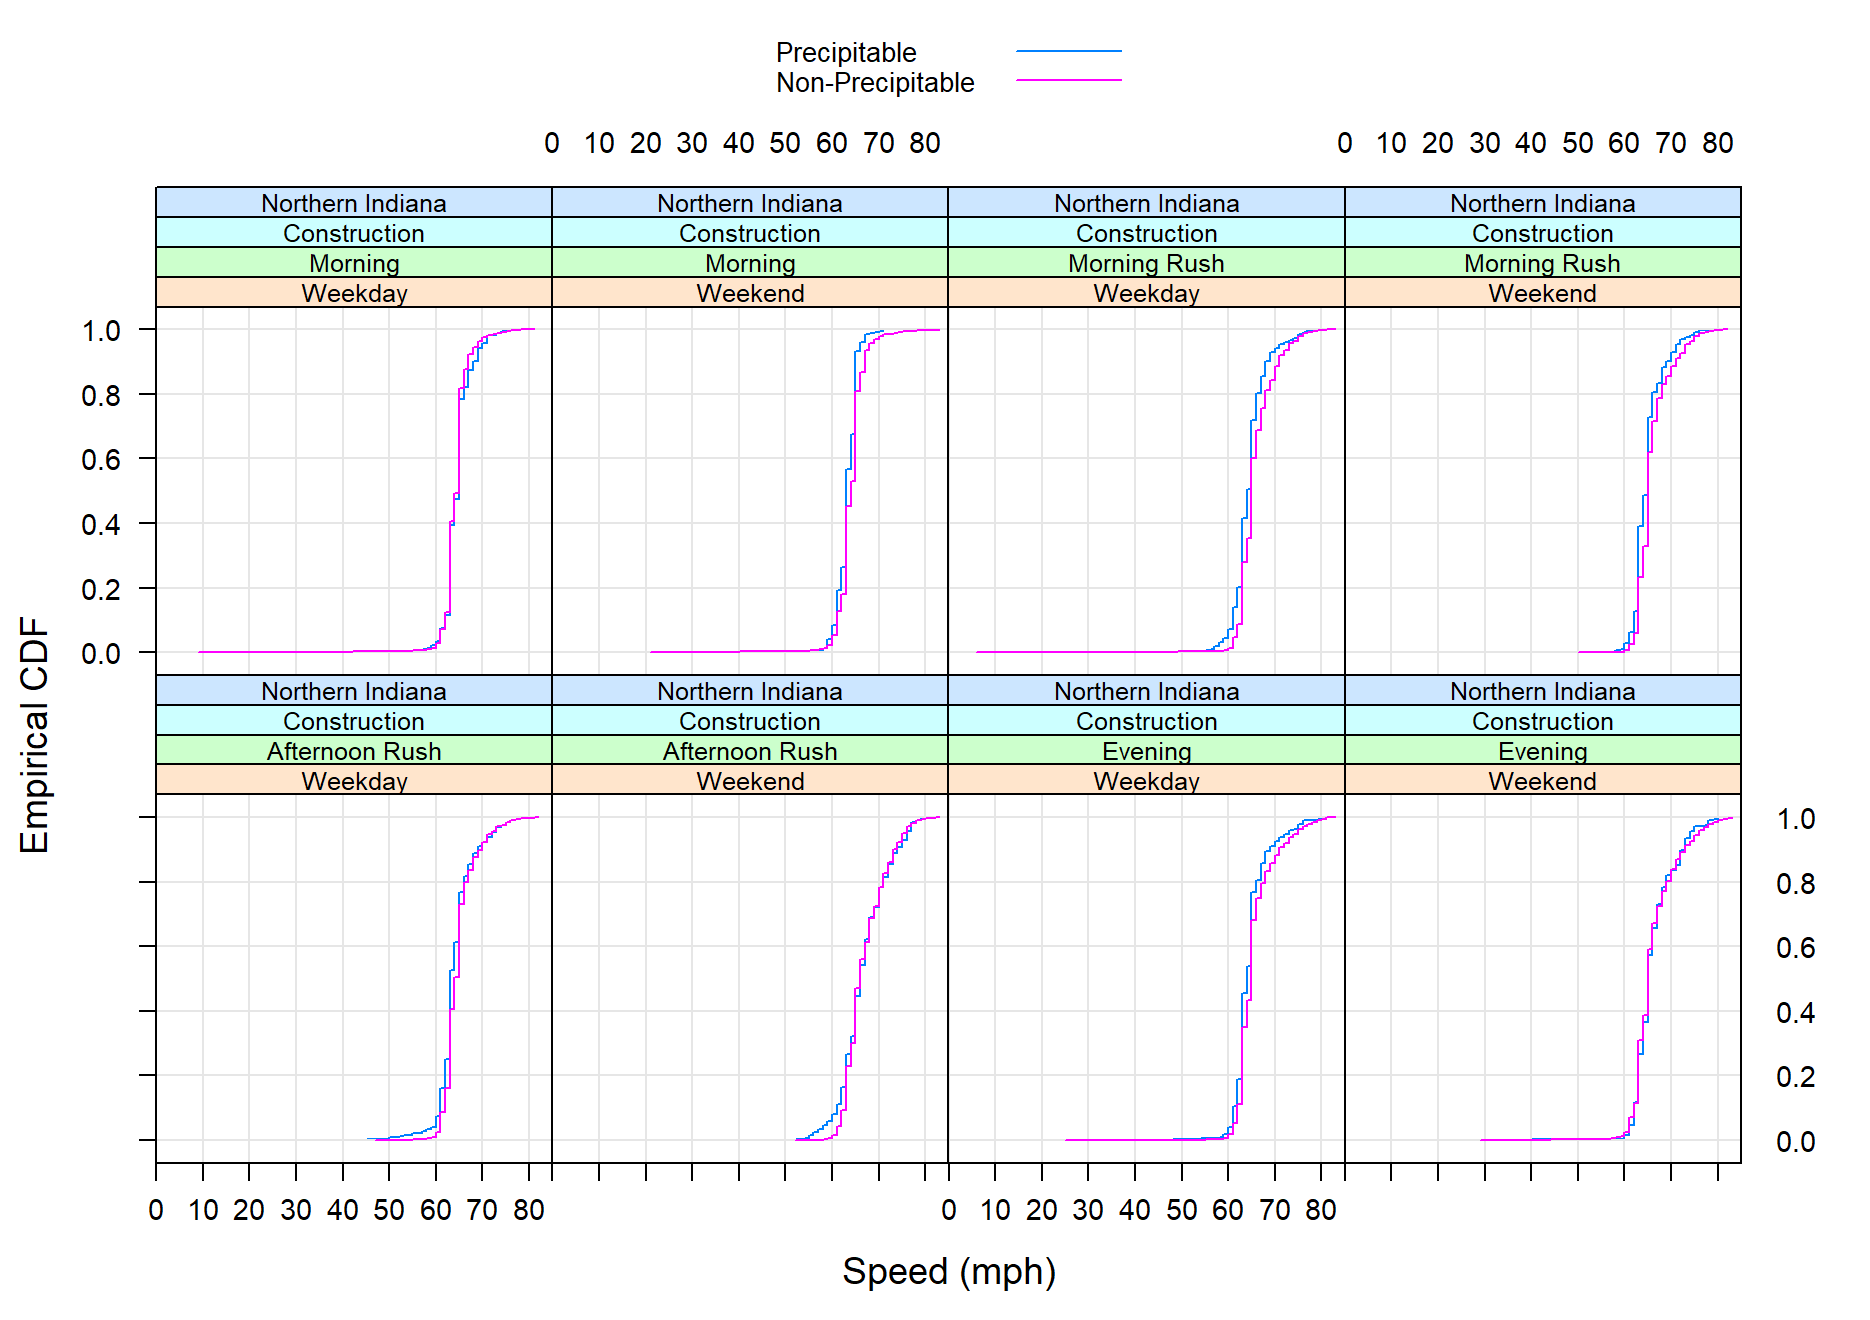 Precipitable
Non-Precipitable
0 10 20 30 40 50 60 70 80 0 10 20 30 40 50 60 70 80
Northern Indiana Northern Indiana Northern Indiana Northern Indiana
Construction Construction Construction Construction
Morning Morning Morning Rush Morning Rush
Weekday Weekend Weekday Weekend
1.0
0.8
0.6
0.4
0.2
0.0
Northern Indiana Northern Indiana Northern Indiana Northern Indiana
Construction Construction Construction Construction
Afternoon Rush Afternoon Rush Evening Evening
Weekday Weekend Weekday Weekend
1.0
0.8
0.6
0.4
0.2
0.0
0 10 20 30 40 50 60 70 80 0 10 20 30 40 50 60 70 80
Empirical CDF
Speed (mph)